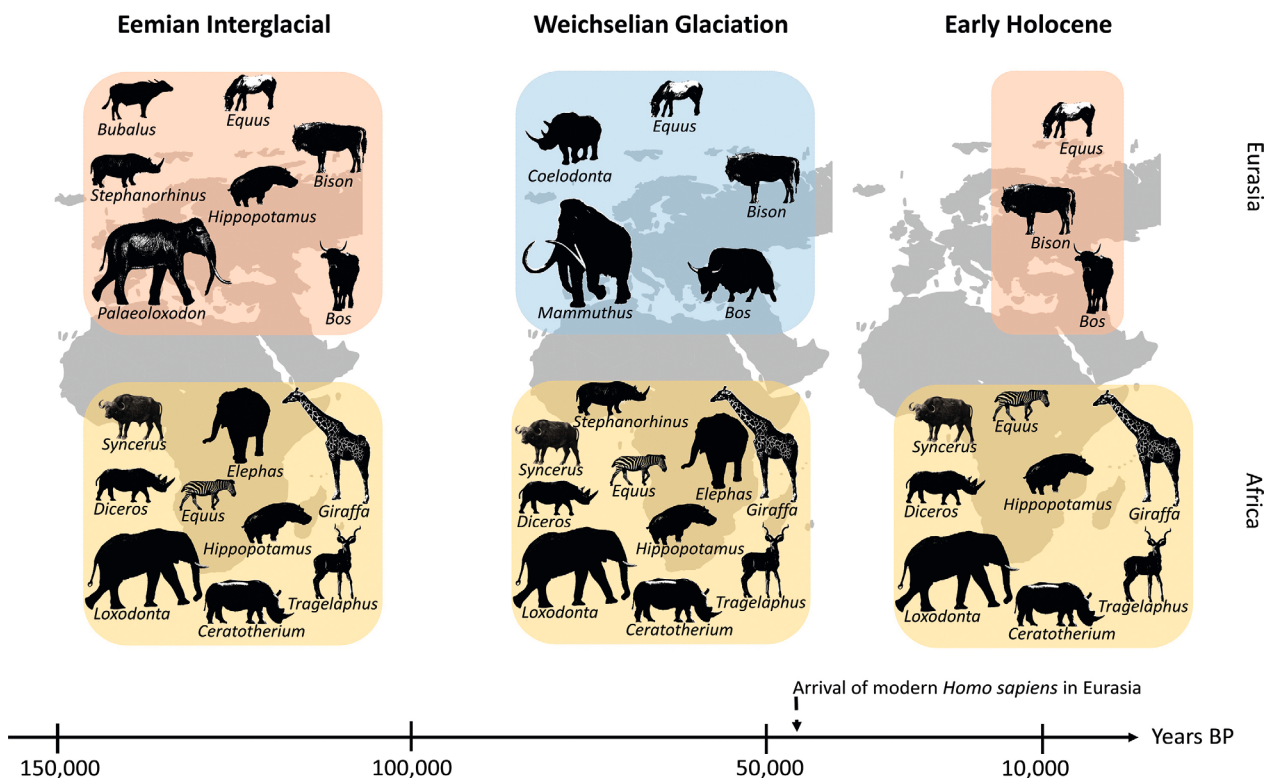 Eemian Interglacial
Weichselian Glaciation
Early Holocene
Bubalus
Equus
Bison
Stephanorhinus
Hippopotamus
Palaeoloxodon
Bos
Equus
Coelodonta
Bison
Mammuthus
Bos
Equus
Bison
Bos
Eurasia
Syncerus
Elephas
Diceros
Equus
Giraffa
Hippopotamus
Loxodonta
Tragelaphus
Ceratotherium
Stephanorhinus
Syncerus
Equus
Elephas
Diceros
Giraffa
Hippopotamus
Loxodonta
Tragelaphus
Ceratotherium
Equus
Syncerus
Diceros
Hippopotamus
Giraffa
Loxodonta
Tragelaphus
Ceratotherium
Africa
Arrival of modern Homo sapiens in Eurasia
Years BP
150,000
100,000
50,000
10,000